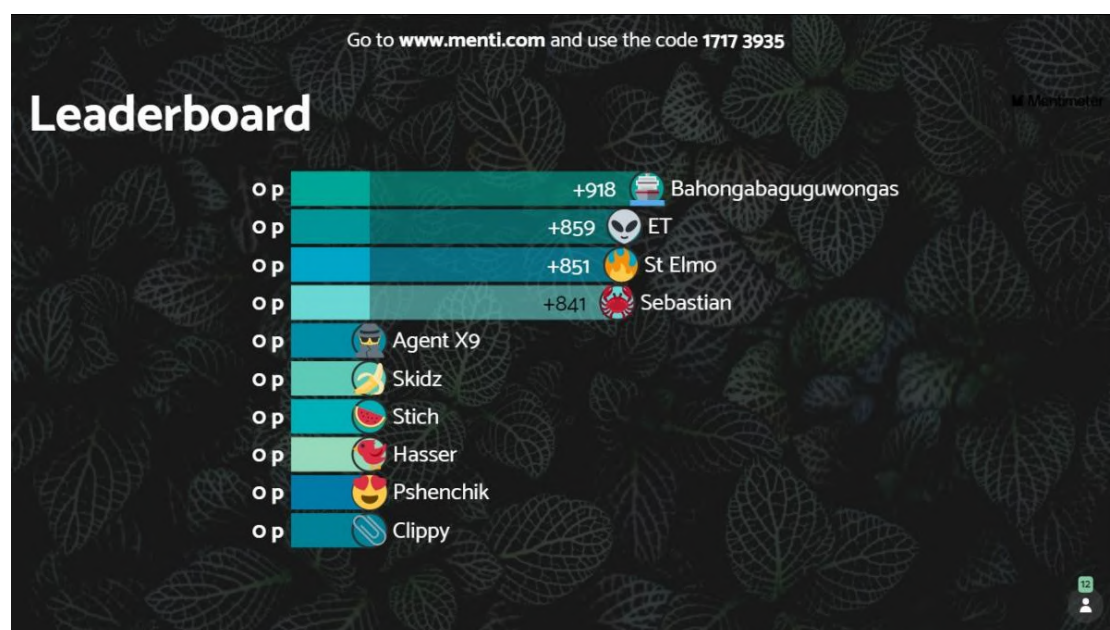 Go to www.menti.com and use the code 1717 3935
Leaderboard
Mentimeter
0 p +918 Bahongabaguguwongas
0 p +859 ET
0 p +851 St Elmo
0 p +841 Sebastian
0 p Agent X9
0 p Skidz
0 p Stich
0 p Hasser
0 p Pshenchik
0 p Clippy
12